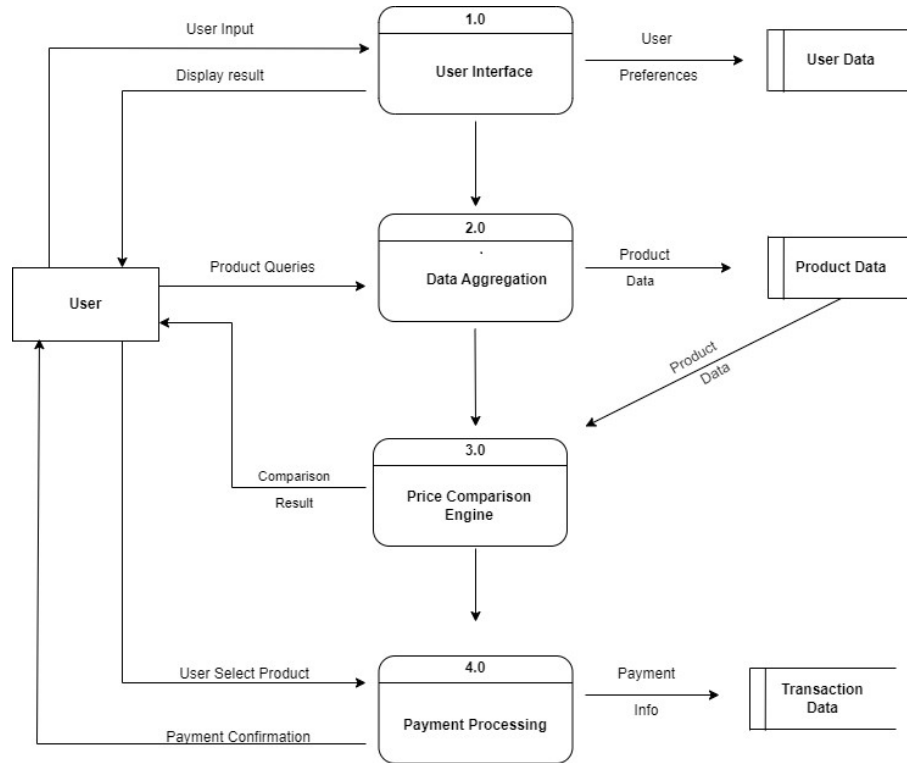 1.0
User Input
User
User Interface
User Data
Display result
Preferences
2.0
Product
Product Queries
Data Aggregation
Product Data
Data
User
Product
Data
3.0
Comparison
Price Comparison
Engine
Result
4.0
User Select Product
Payment
Transaction
Data
Info
Payment Processing
Payment Confirmation